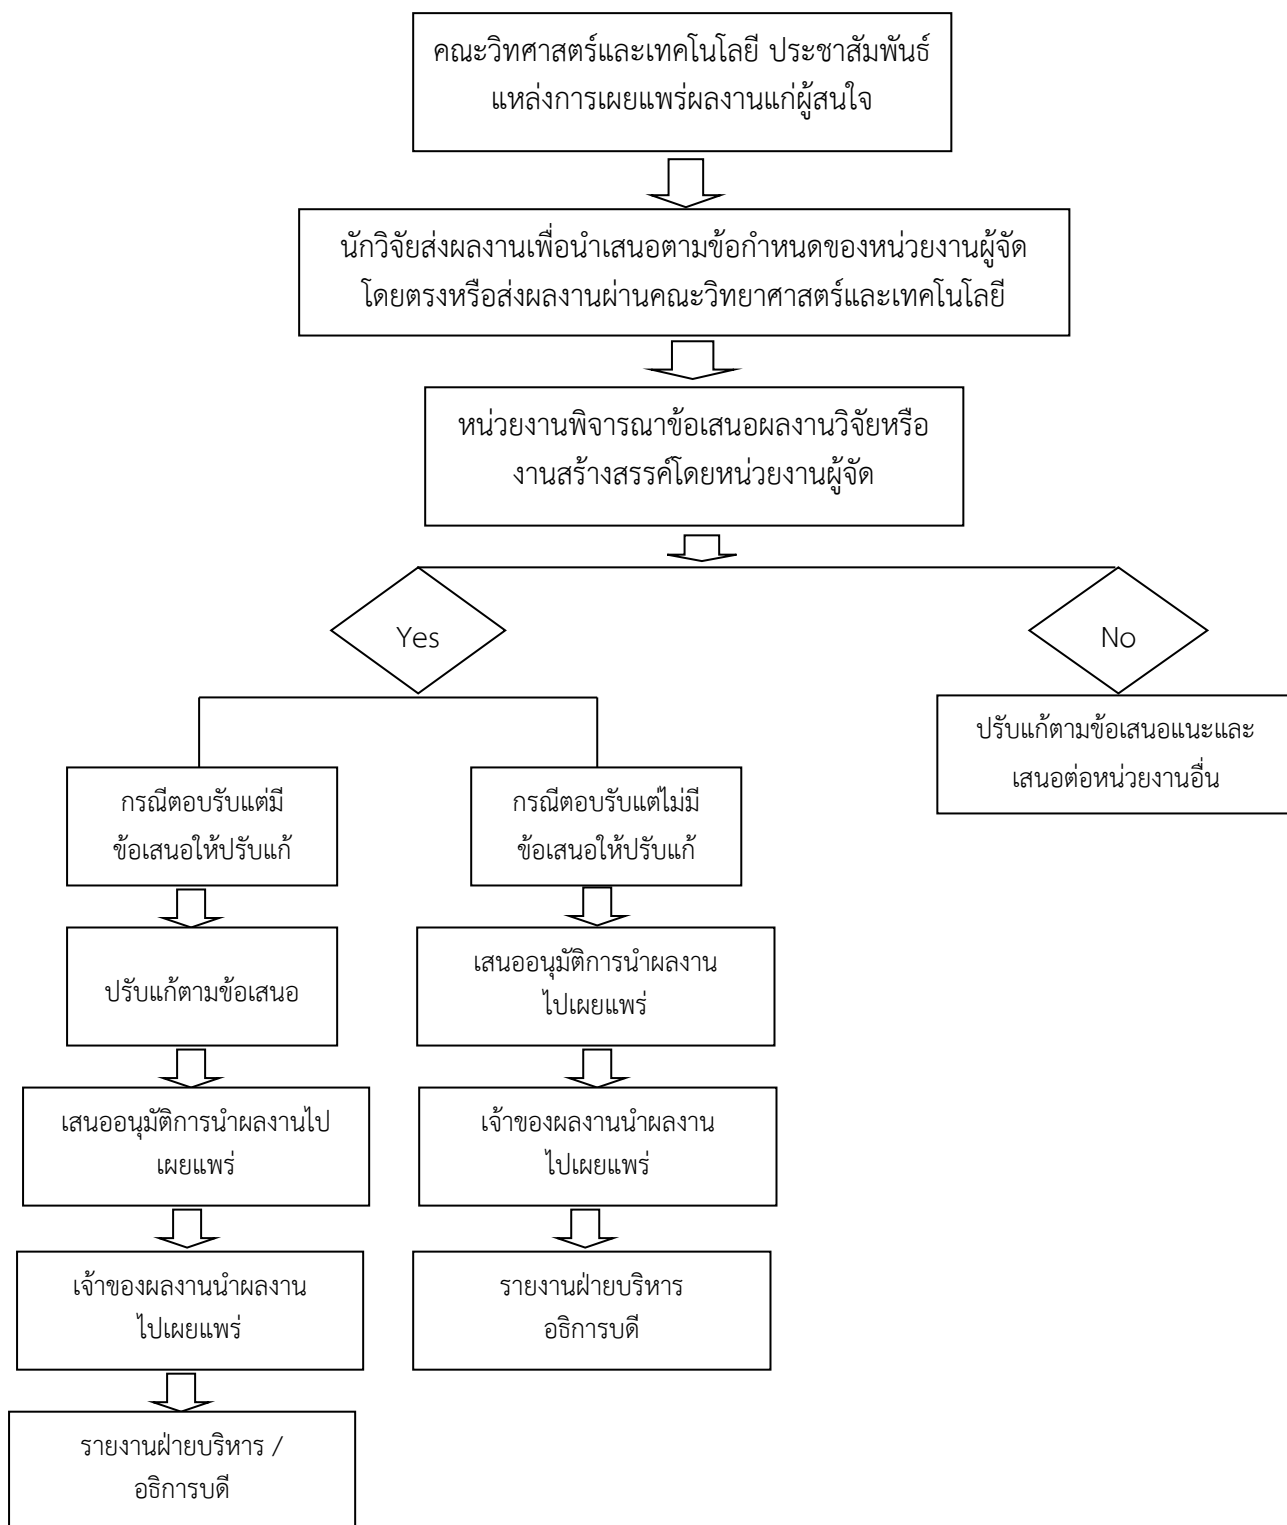 คณะวิทศาสตร์และเทคโนโลยี ประชาสัมพันธ์
แหล่งการเผยแพร่ผลงานแก่ผู้สนใจ
นักวิจัยส่งผลงานเพื่อนำเสนอตามข้อกำหนดของหน่วยงานผู้จัด
โดยตรงหรือส่งผลงานผ่านคณะวิทยาศาสตร์และเทคโนโลยี
หน่วยงานพิจารณาข้อเสนอผลงานวิจัยหรือ
งานสร้างสรรค์โดยหน่วยงานผู้จัด
Yes
No
ปรับแก้ตามข้อเสนอแนะและ
เสนอต่อหน่วยงานอื่น
กรณีตอบรับแต่มี
ข้อเสนอให้ปรับแก้
ปรับแก้ตามข้อเสนอ
เสนออนุมัติการนำผลงานไป
เผยแพร่
เจ้าของผลงานนำผลงาน
ไปเผยแพร่
รายงานฝ่ายบริหาร /
อธิการบดี
กรณีตอบรับแต่ไม่มี
ข้อเสนอให้ปรับแก้
เสนออนุมัติการนำผลงาน
ไปเผยแพร่
เจ้าของผลงานนำผลงาน
ไปเผยแพร่
รายงานฝ่ายบริหาร
อธิการบดี